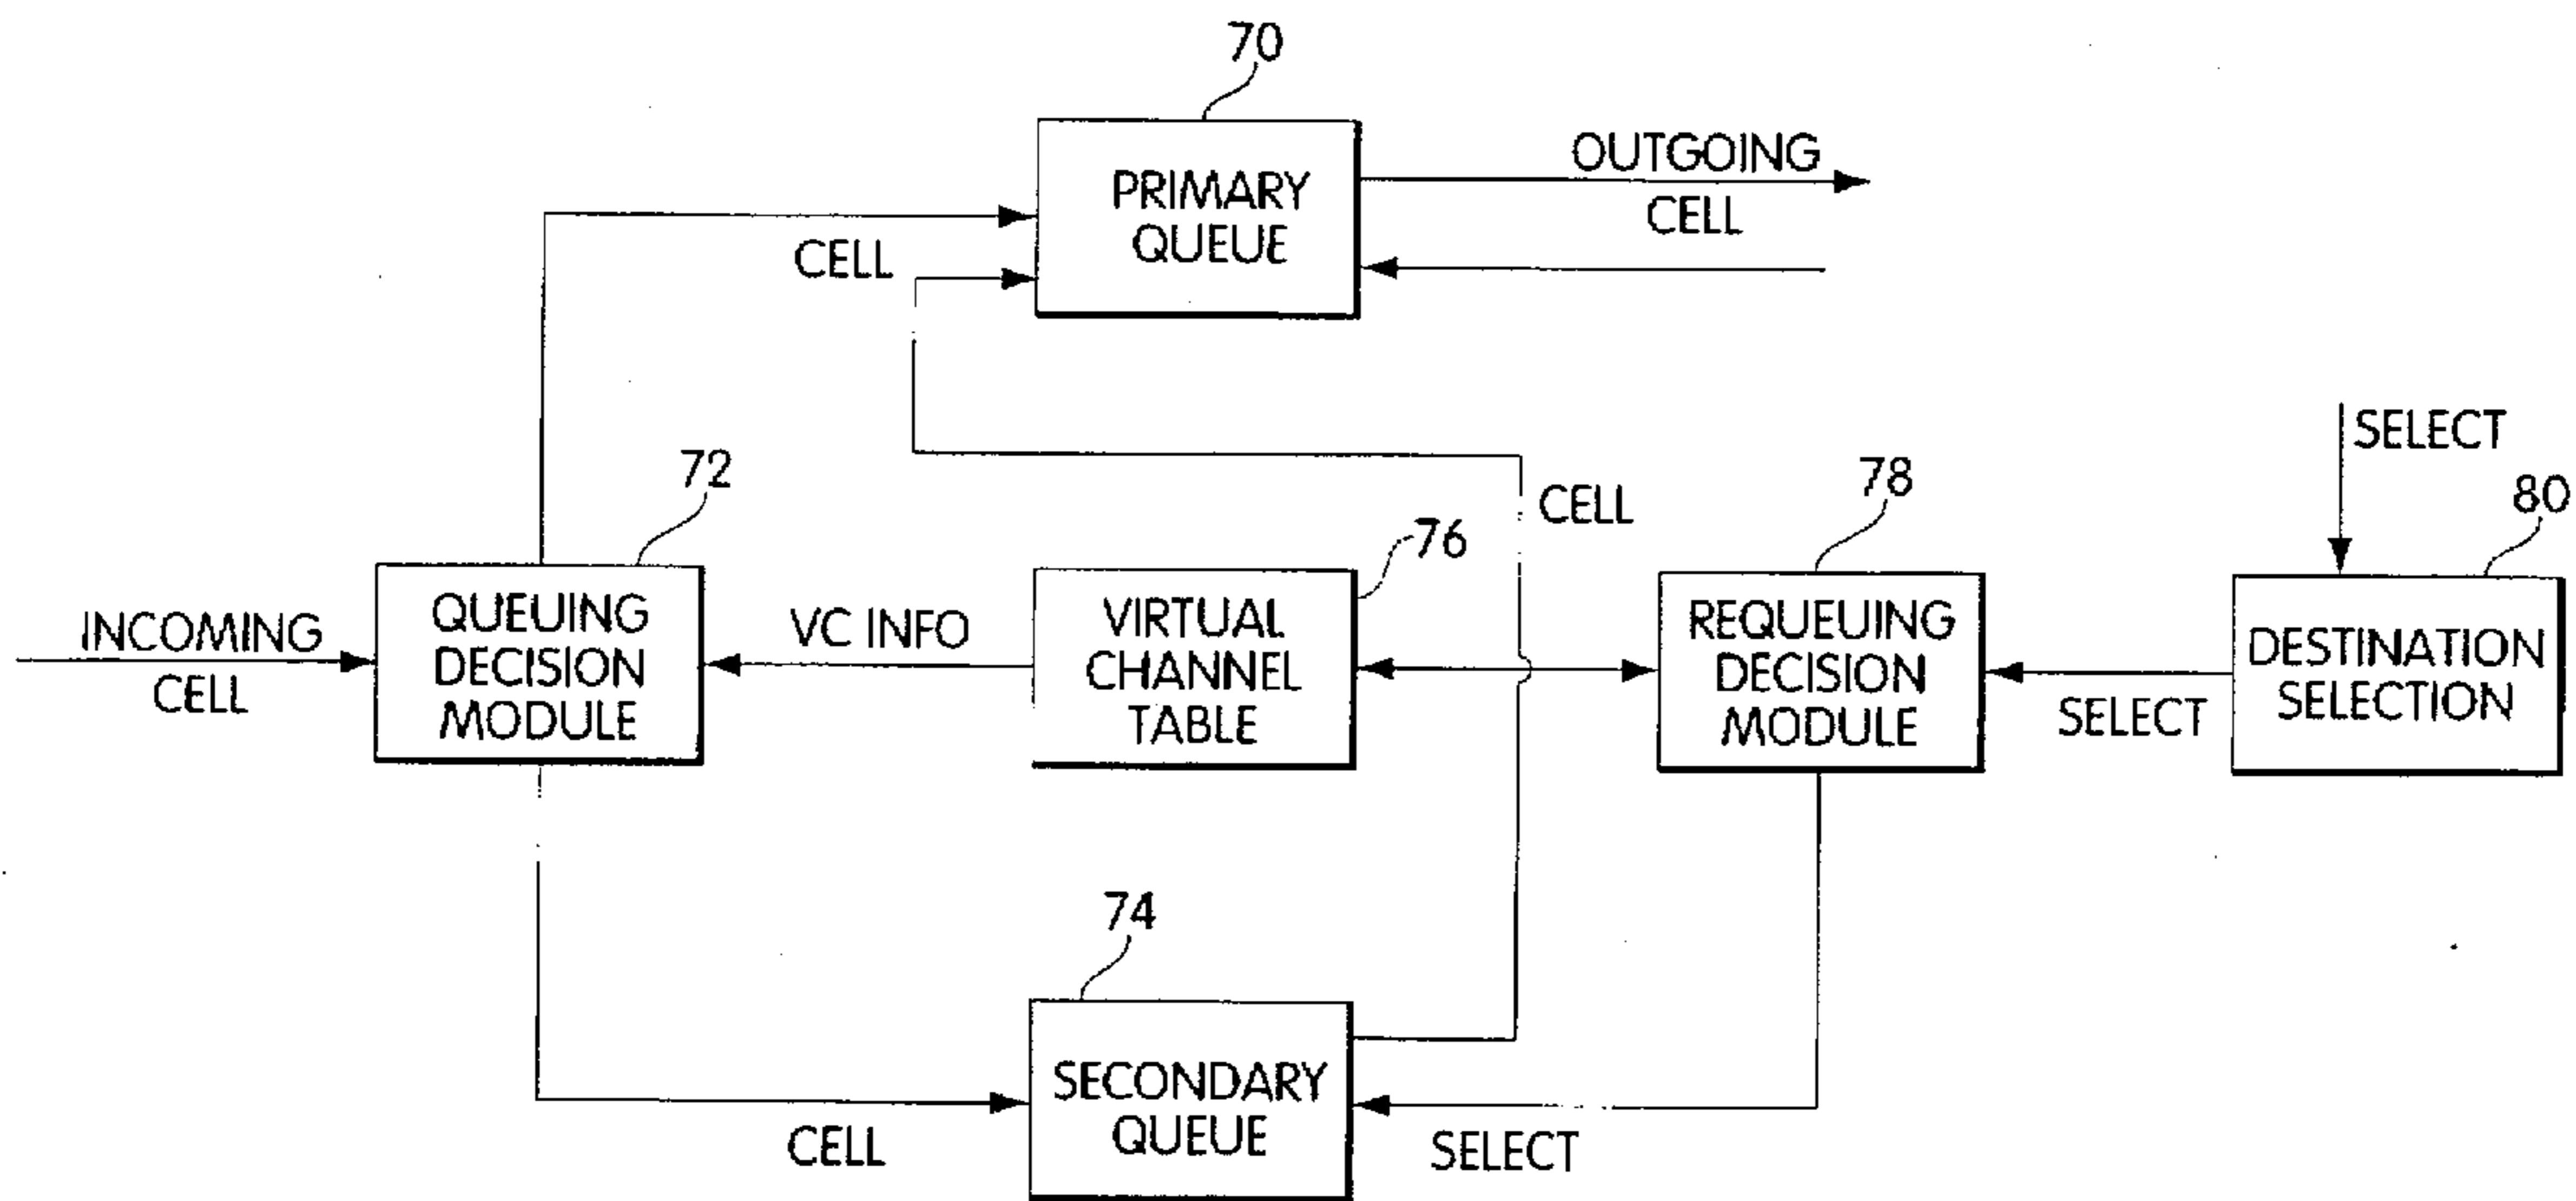 70
PRIMARY
QUEUE
OUTGOING
CELL
CELL
SELECT
72
76
CELL
78
80
INCOMING
CELL
QUEUING
DECISION
MODULE
VC INFO
VIRTUAL
CHANNEL
TABLE
REQUEUING
DECISION
MODULE
SELECT
DESTINATION
SELECTION
74
SECONDARY
QUEUE
CELL
SELECT